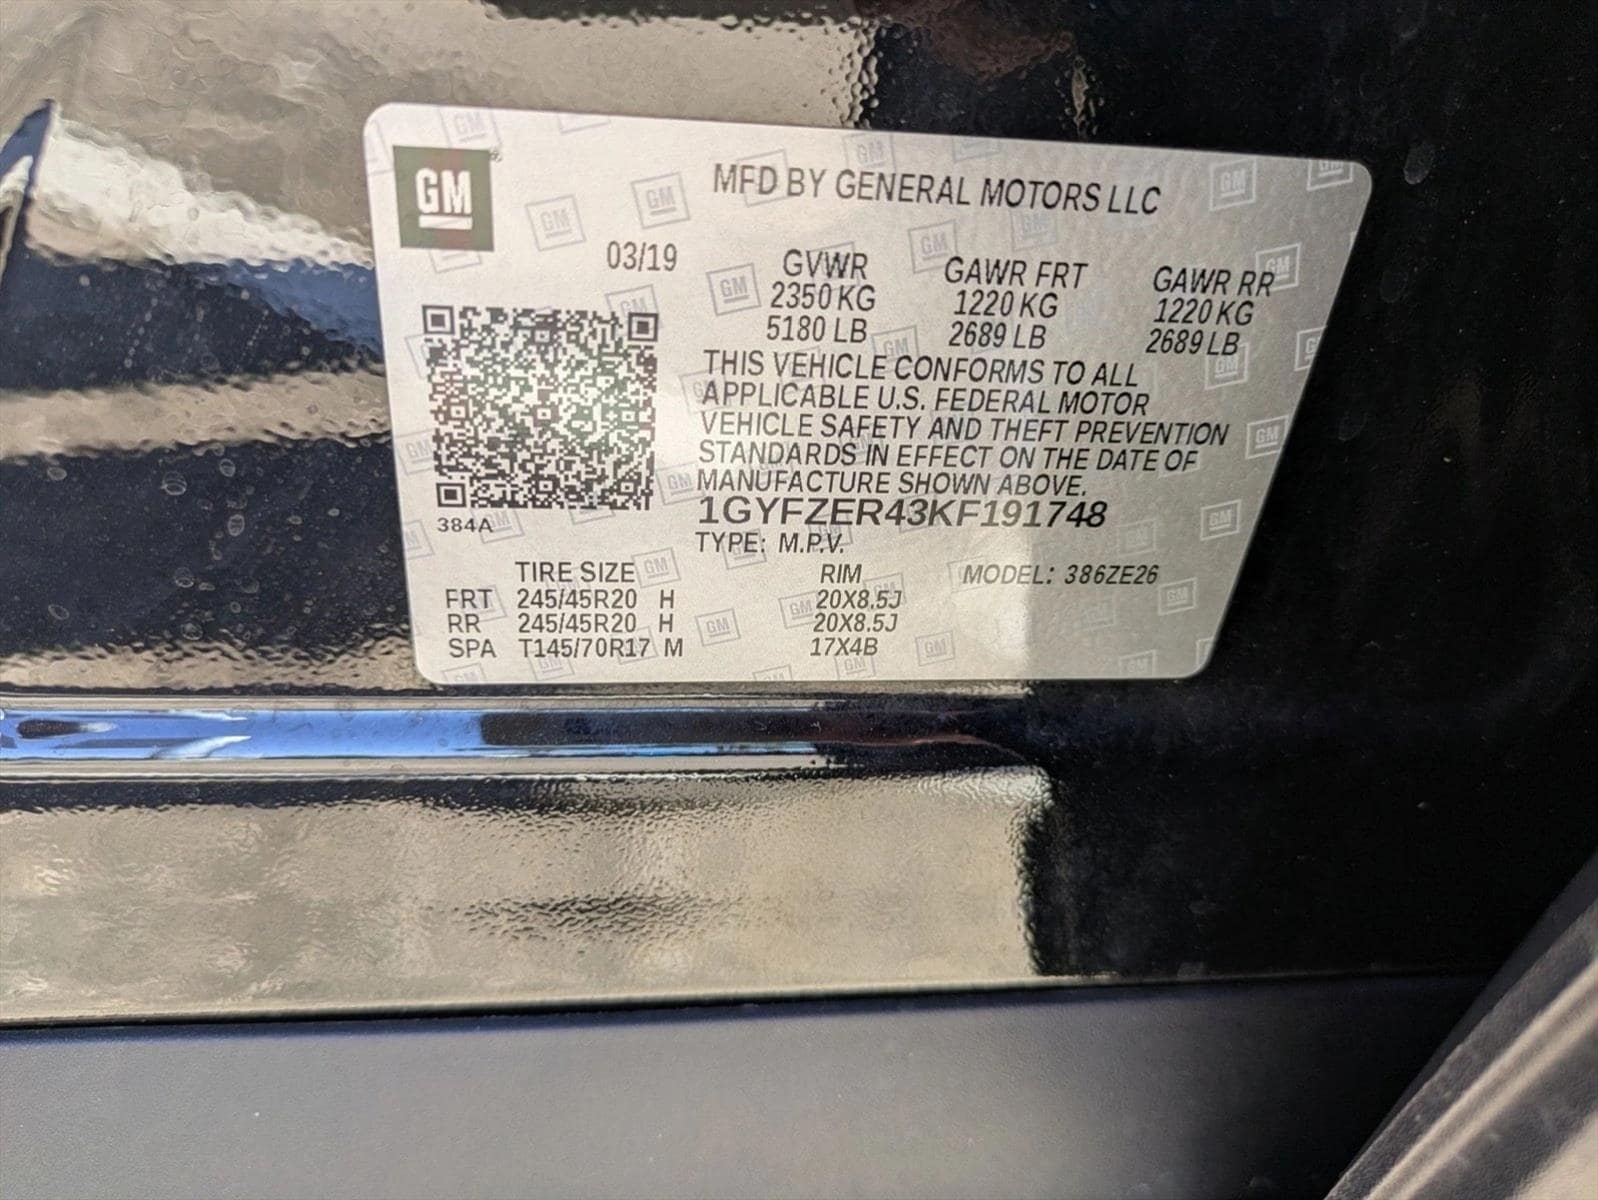 GM
MFD BY GENERAL MOTORS LLC
03/19
GVWR GAWR FRT GAWR RR
2350 KG 1220 KG 1220 KG
5180 LB 2689 LB 2689 LB
THIS VEHICLE CONFORMS TO ALL
APPLICABLE U.S. FEDERAL MOTOR
VEHICLE SAFETY AND THEFT PREVENTION
STANDARDS IN EFFECT ON THE DATE OF
MANUFACTURE SHOWN ABOVE.
384A
1GYFZER43KF191748
TYPE: M.P.V.
TIRE SIZE RIM MODEL: 386ZE26
FRT 245/45R20 H 20X8.5J
RR 245/45R20 H 20X8.5J
SPA T145/70R17 M 17X4B